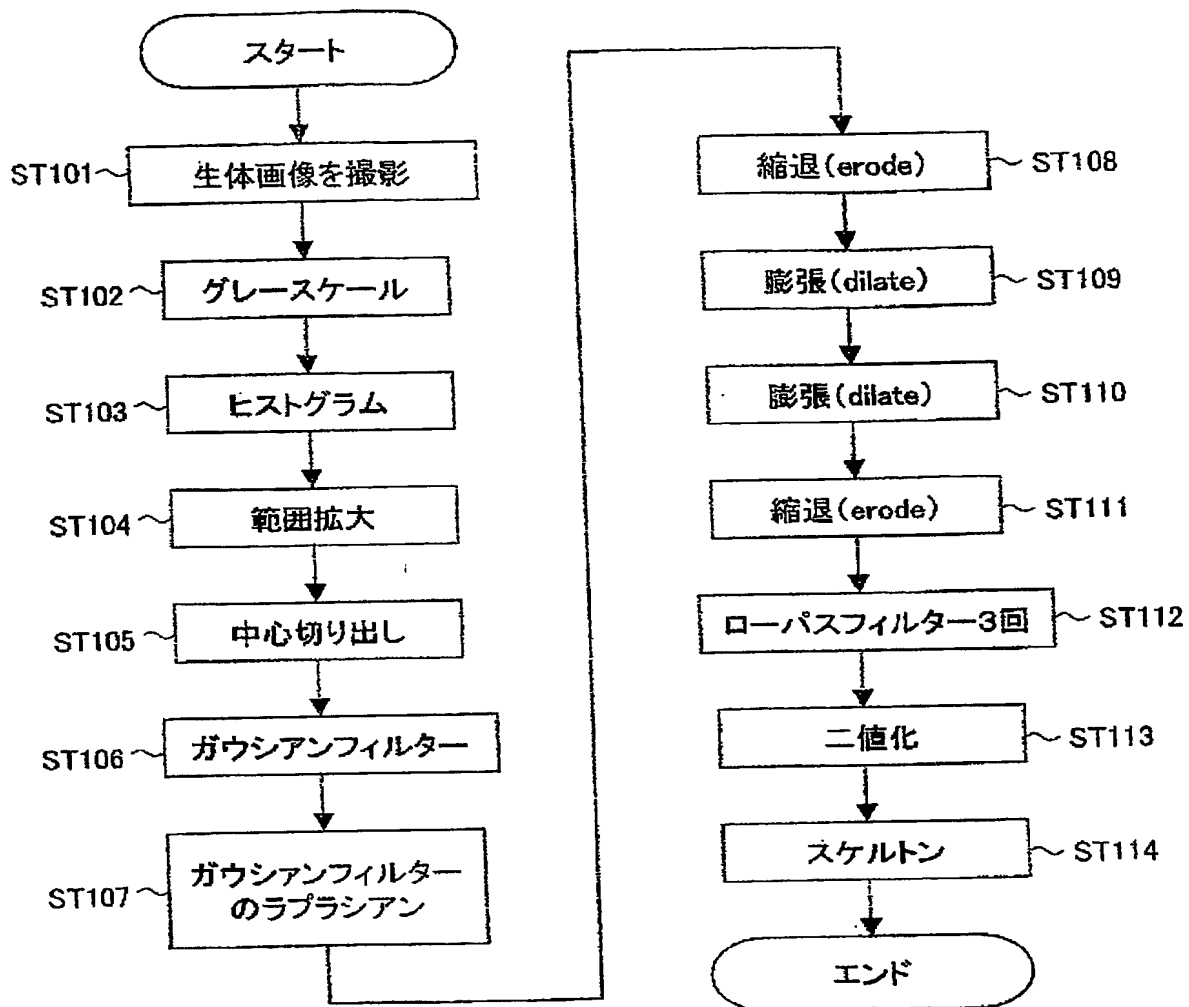 スタート
ST101 生体画像を撮影
ST102 グレースケール
ST103 ヒストグラム
ST104 範囲拡大
ST105 中心切り出し
ST106 ガウシアンフィルター
ST107 ガウシアンフィルター
のラプラシアン
縮退(erode) ST108
膨張(dilate) ST109
膨張(dilate) ST110
縮退(erode) ST111
ローパスフィルター3回 ST112
二値化 ST113
スケルトン ST114
エンド